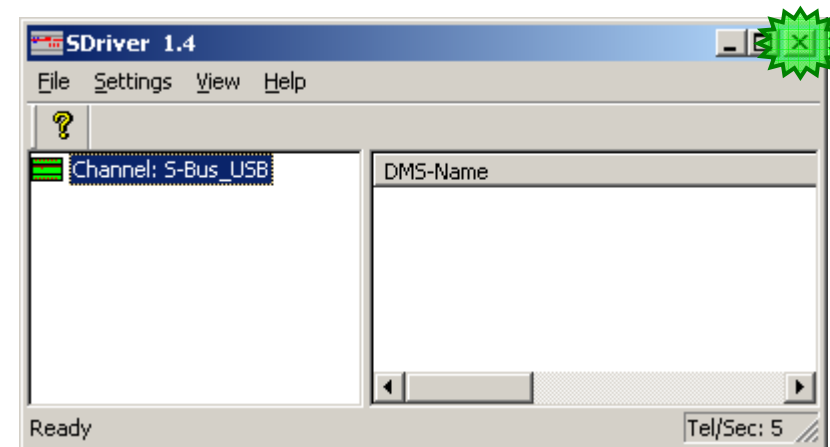 SDriver 1.4
File Settings View Help
Channel: S-Bus_USB
DMS-Name
Ready
Tel/Sec: 5